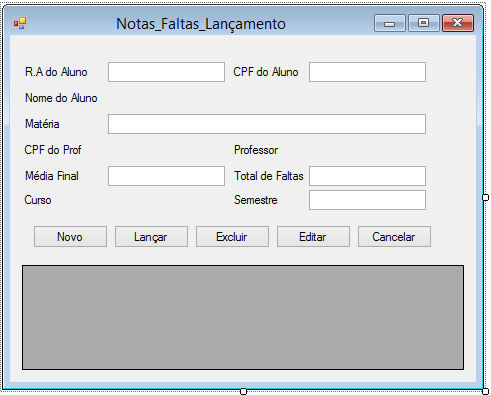 Notas_Faltas_Lançamento
R.A do Aluno CPF do Aluno
Nome do Aluno
Matéria
CPF do Prof Professor
Média Final Total de Faltas
Curso Semestre
Novo Lançar Excluir Editar Cancelar